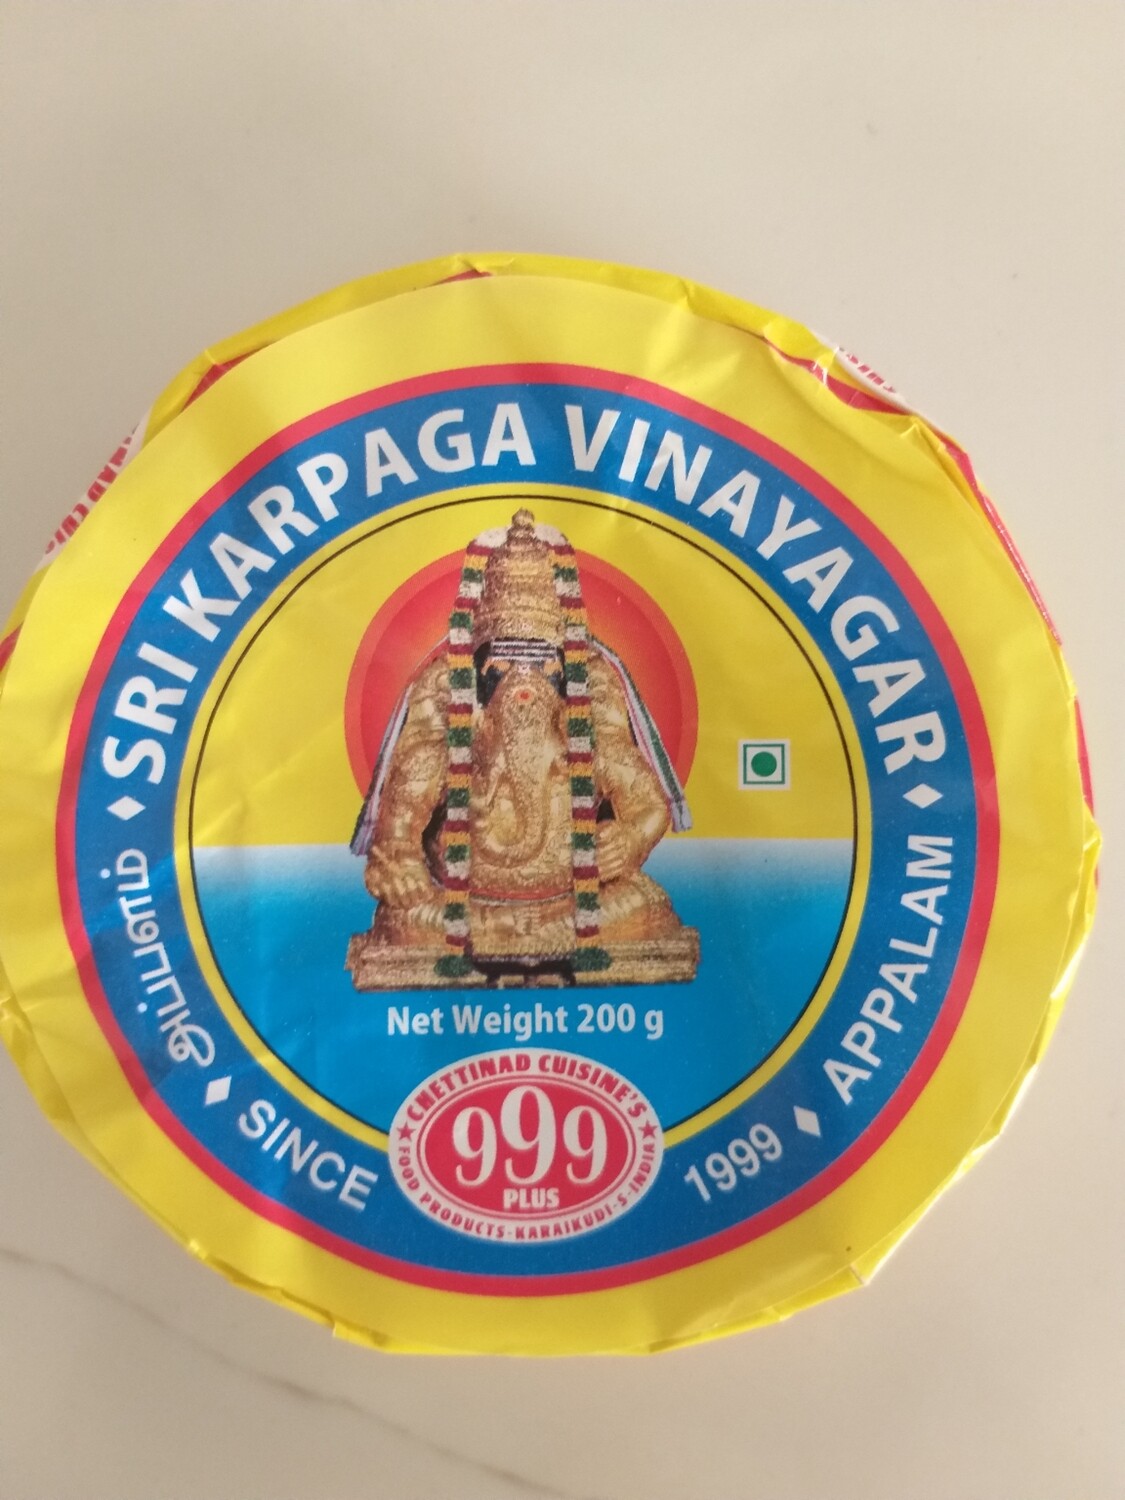 SRI KARPAGA VINAYAGAR
அப்பளம்
SINCE
1999
APPALAM
Net Weight 200 g
CHETTINAD CUISINE'S
999
PLUS
FOOD PRODUCTS-KARAIKUDI-S-INDIA